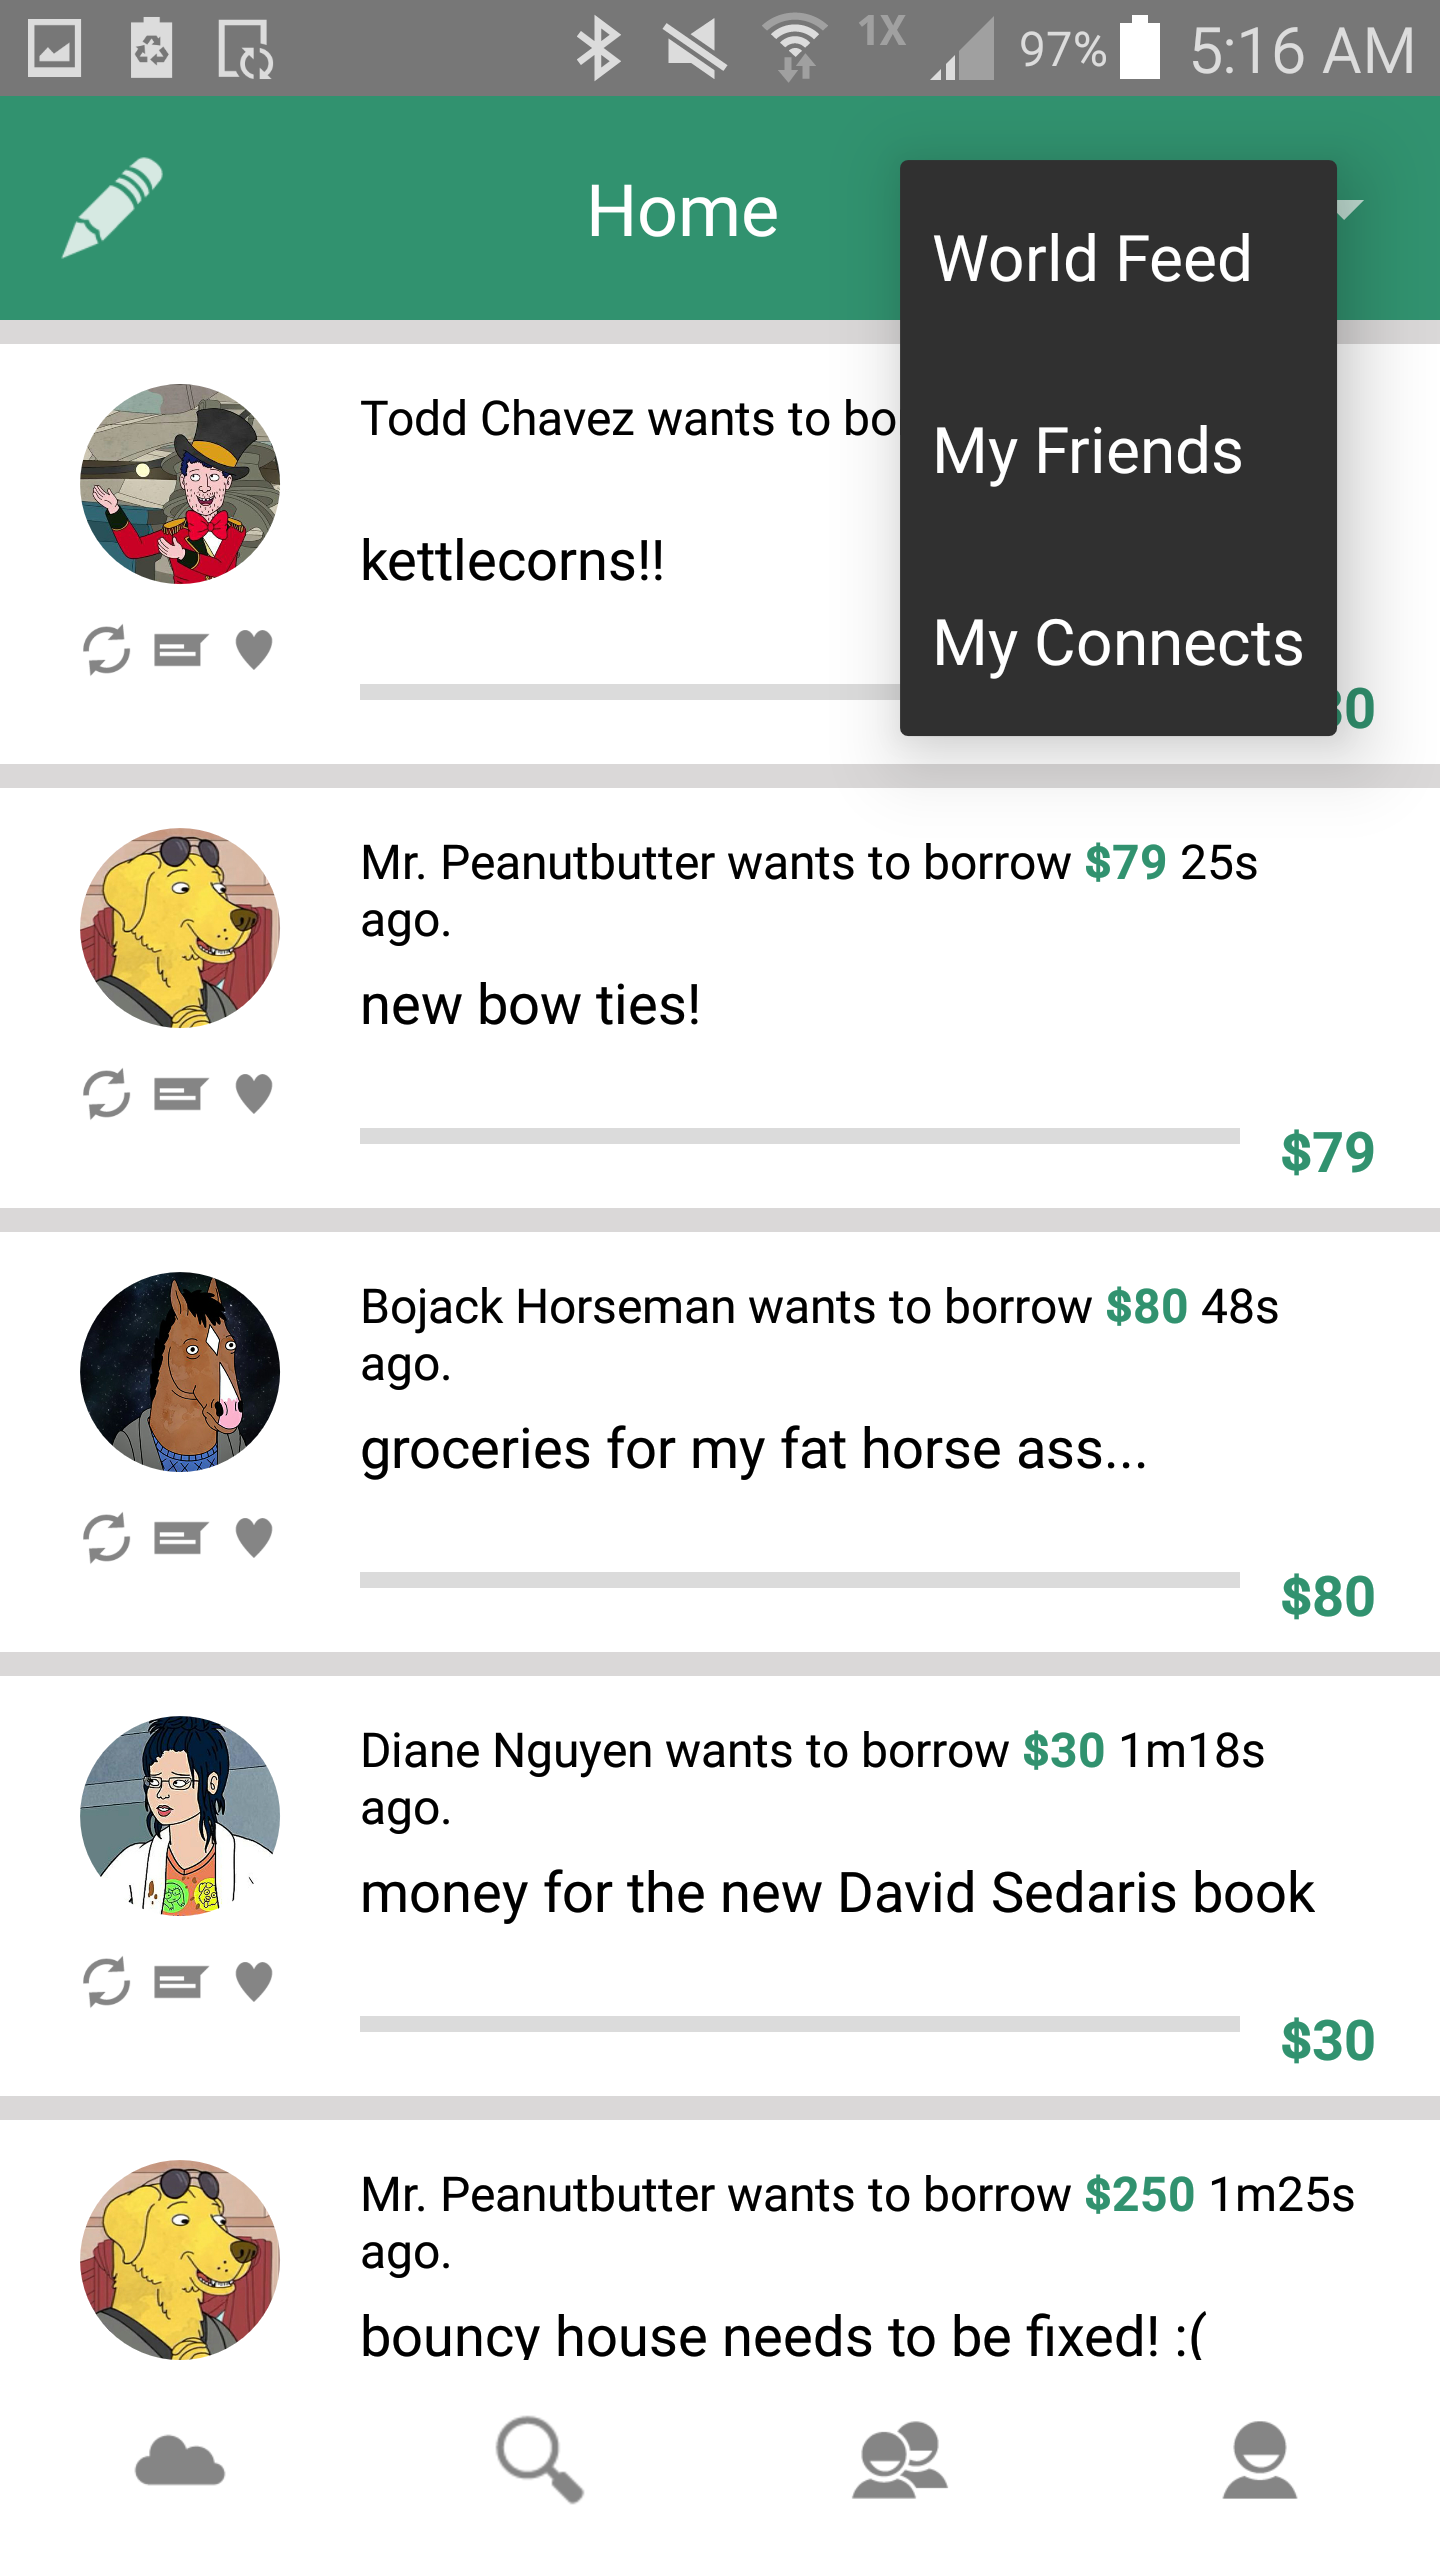 1X 97% 5:16 AM
Home
World Feed
My Friends
My Connects
Todd Chavez wants to bo
kettlecorns!!
0
Mr. Peanutbutter wants to borrow $79 25s
ago.
new bow ties!
$79
Bojack Horseman wants to borrow $80 48s
ago.
groceries for my fat horse ass...
$80
Diane Nguyen wants to borrow $30 1m18s
ago.
money for the new David Sedaris book
$30
Mr. Peanutbutter wants to borrow $250 1m25s
ago.
bouncy house needs to be fixed! :(